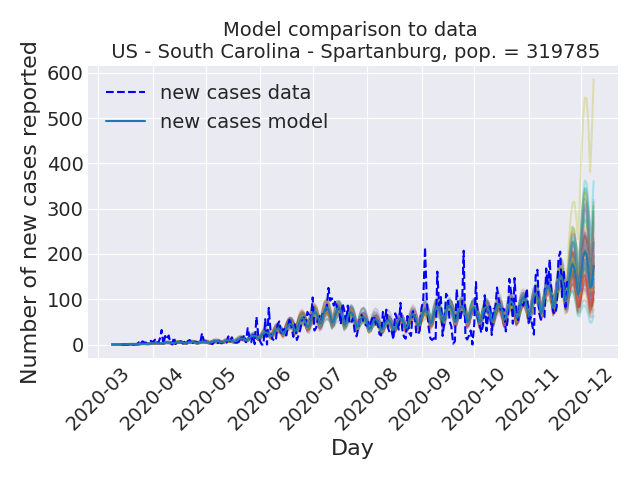 Model comparison to data
US - South Carolina - Spartanburg, pop. = 319785
Number of new cases reported
600
500
400
300
200
100
0
new cases data
new cases model
2020-03
2020-04
2020-05
2020-06
2020-07
2020-08
2020-09
2020-10
2020-11
2020-12
Day